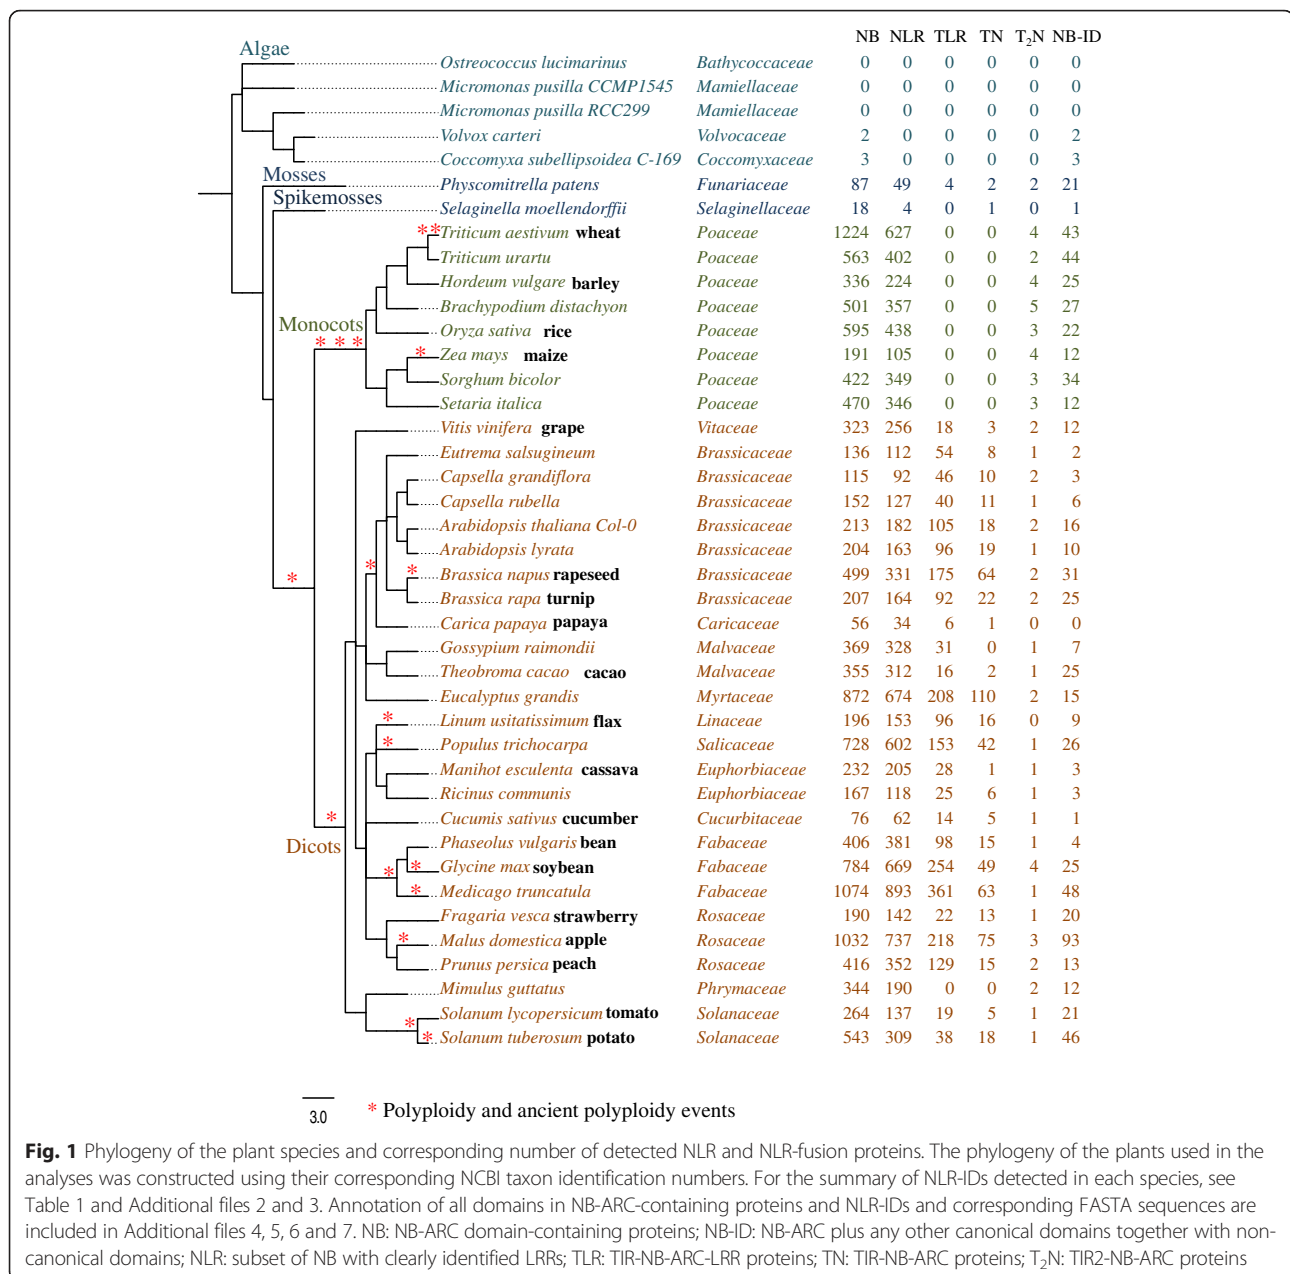 NB NLR TLR TN T₂N NB-ID
Algae
Ostreococcus lucimarinus Bathycoccaceae 0 0 0 0 0 0
Micromonas pusilla CCMP1545 Mamiellaceae 0 0 0 0 0 0
Micromonas pusilla RCC299 Mamiellaceae 0 0 0 0 0 0
Volvox carteri Volvocaceae 2 0 0 0 0 2
Coccomyxa subellipsoidea C-169 Coccomyxaceae 3 0 0 0 0 3
Mosses
Physcomitrella patens Funariaceae 87 49 4 2 2 21
Spikemosses
Selaginella moellendorffii Selaginellaceae 18 4 0 1 0 1
**Triticum aestivum wheat Poaceae 1224 627 0 0 4 43
Triticum urartu Poaceae 563 402 0 0 2 44
Hordeum vulgare barley Poaceae 336 224 0 0 4 25
Brachypodium distachyon Poaceae 501 357 0 0 5 27
Monocots
Oryza sativa rice Poaceae 595 438 0 0 3 22
* * *
* Zea mays maize Poaceae 191 105 0 0 4 12
Sorghum bicolor Poaceae 422 349 0 0 3 34
Setaria italica Poaceae 470 346 0 0 3 12
Vitis vinifera grape Vitaceae 323 256 18 3 2 12
Eutrema salsugineum Brassicaceae 136 112 54 8 1 2
Capsella grandiflora Brassicaceae 115 92 46 10 2 3
Capsella rubella Brassicaceae 152 127 40 11 1 6
Arabidopsis thaliana Col-0 Brassicaceae 213 182 105 18 2 16
Arabidopsis lyrata Brassicaceae 204 163 96 19 1 10
* * * Brassica napus rapeseed Brassicaceae 499 331 175 64 2 31
Brassica rapa turnip Brassicaceae 207 164 92 22 2 25
Carica papaya papaya Caricaceae 56 34 6 1 0 0
Gossypium raimondii Malvaceae 369 328 31 0 1 7
Theobroma cacao cacao Malvaceae 355 312 16 2 1 25
Eucalyptus grandis Myrtaceae 872 674 208 110 2 15
* Linum usitatissimum flax Linaceae 196 153 96 16 0 9
* Populus trichocarpa Salicaceae 728 602 153 42 1 26
Manihot esculenta cassava Euphorbiaceae 232 205 28 1 1 3
Ricinus communis Euphorbiaceae 167 118 25 6 1 3
* Cucumis sativus cucumber Cucurbitaceae 76 62 14 5 1 1
Dicots
Phaseolus vulgaris bean Fabaceae 406 381 98 15 1 4
* * Glycine max soybean Fabaceae 784 669 254 49 4 25
* Medicago truncatula Fabaceae 1074 893 361 63 1 48
Fragaria vesca strawberry Rosaceae 190 142 22 13 1 20
* Malus domestica apple Rosaceae 1032 737 218 75 3 93
Prunus persica peach Rosaceae 416 352 129 15 2 13
Mimulus guttatus Phrymaceae 344 190 0 0 2 12
* Solanum lycopersicum tomato Solanaceae 264 137 19 5 1 21
* Solanum tuberosum potato Solanaceae 543 309 38 18 1 46
3.0
* Polyploidy and ancient polyploidy events
Fig. 1 Phylogeny of the plant species and corresponding number of detected NLR and NLR-fusion proteins. The phylogeny of the plants used in the
analyses was constructed using their corresponding NCBI taxon identification numbers. For the summary of NLR-IDs detected in each species, see
Table 1 and Additional files 2 and 3. Annotation of all domains in NB-ARC-containing proteins and NLR-IDs and corresponding FASTA sequences are
included in Additional files 4, 5, 6 and 7. NB: NB-ARC domain-containing proteins; NB-ID: NB-ARC plus any other canonical domains together with non-
canonical domains; NLR: subset of NB with clearly identified LRRs; TLR: TIR-NB-ARC-LRR proteins; TN: TIR-NB-ARC proteins; T₂N: TIR2-NB-ARC proteins